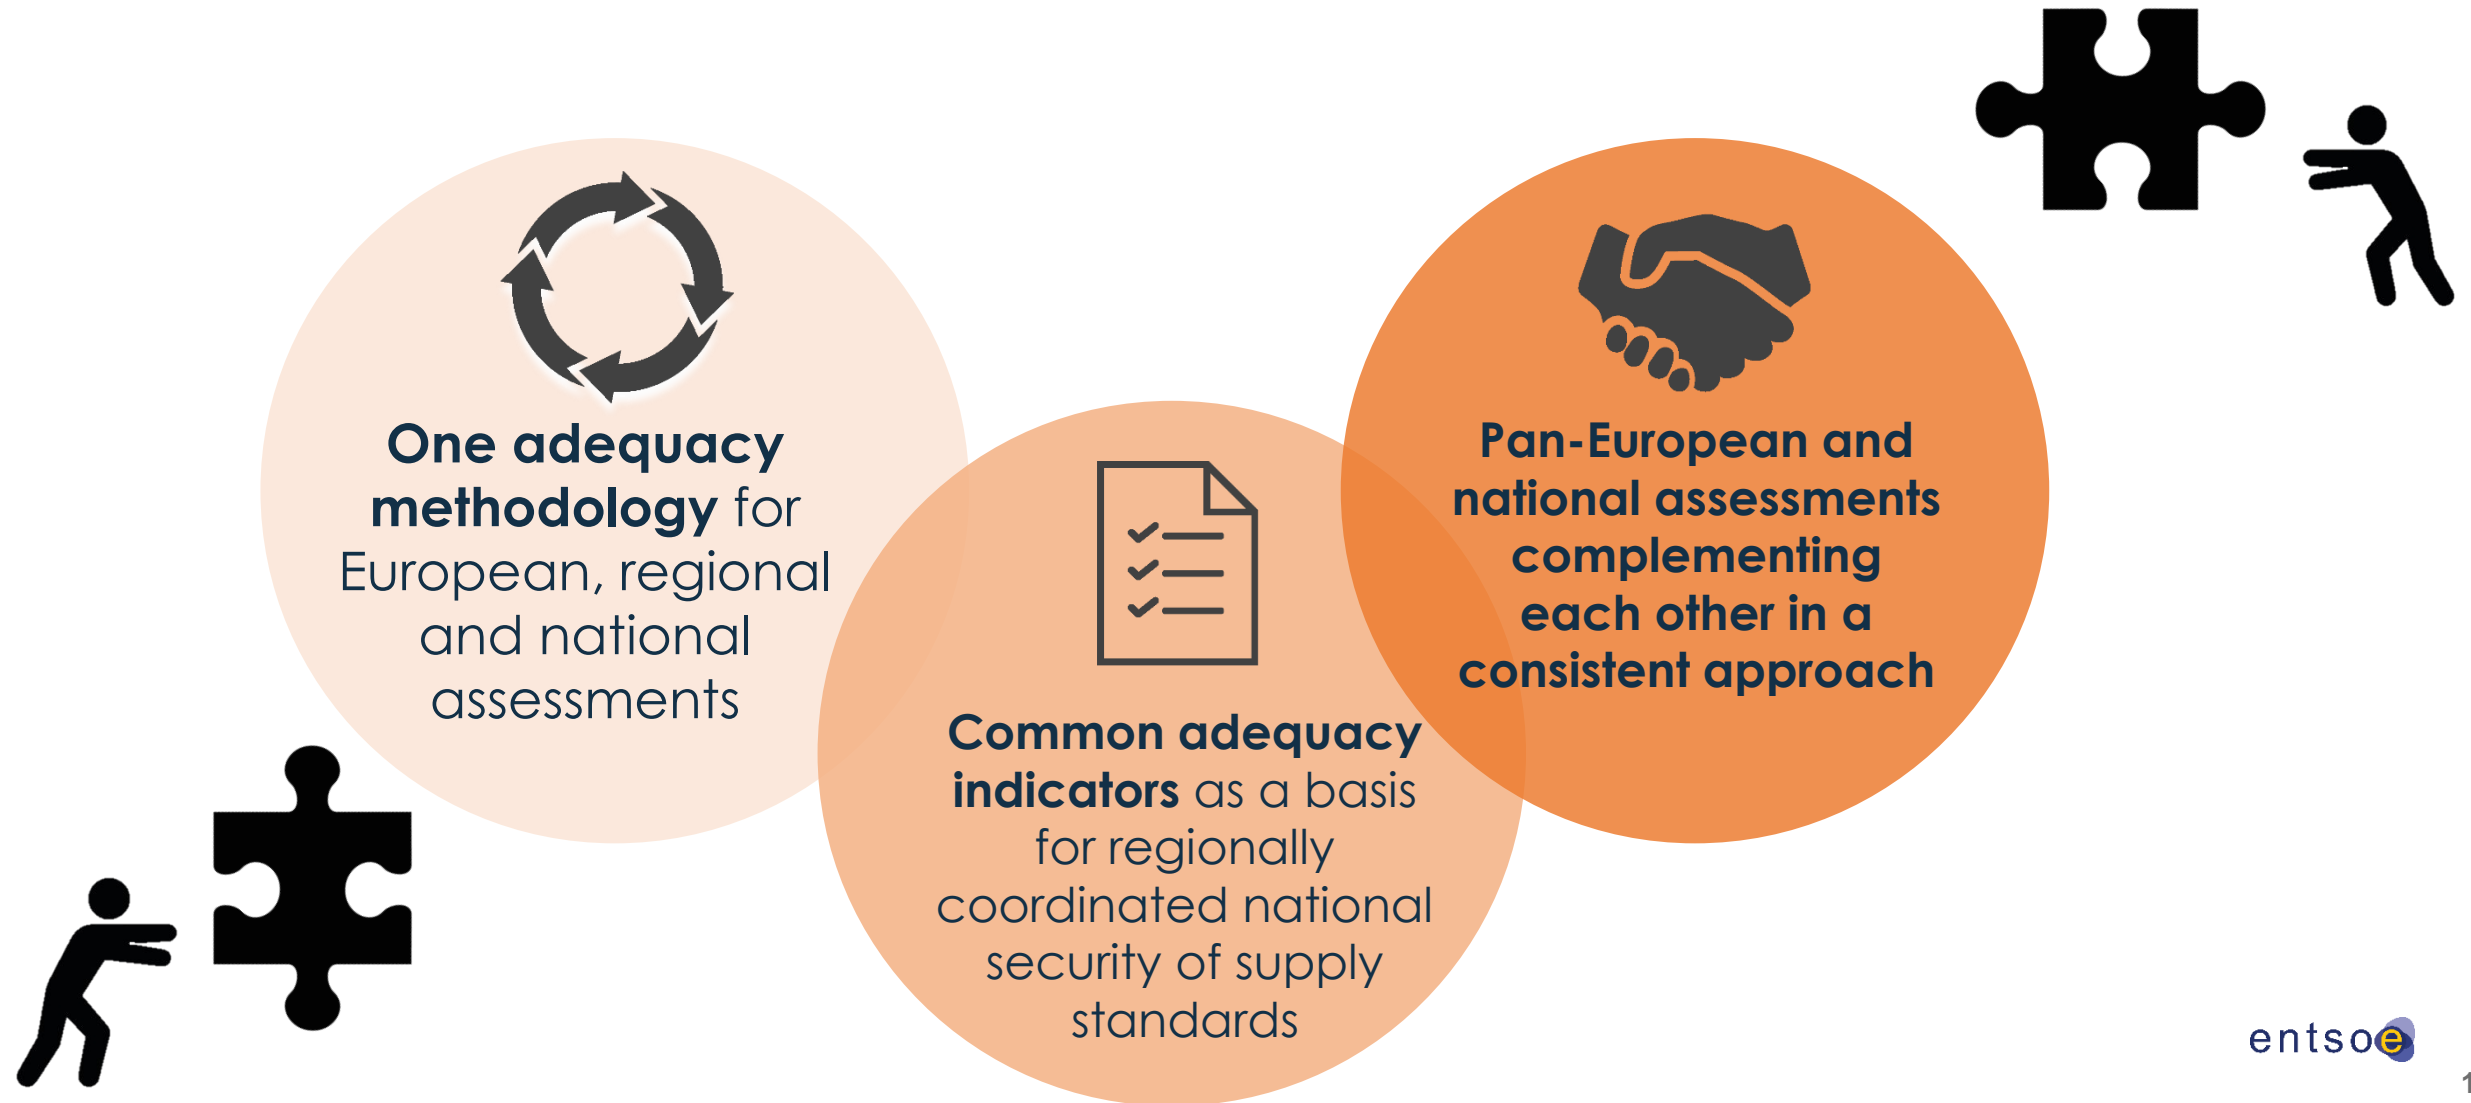 One adequacy
methodology for
European, regional
and national
assessments
Common adequacy
indicators as a basis
for regionally
coordinated national
security of supply
standards
Pan-European and
national assessments
complementing
each other in a
consistent approach
entsoe
1